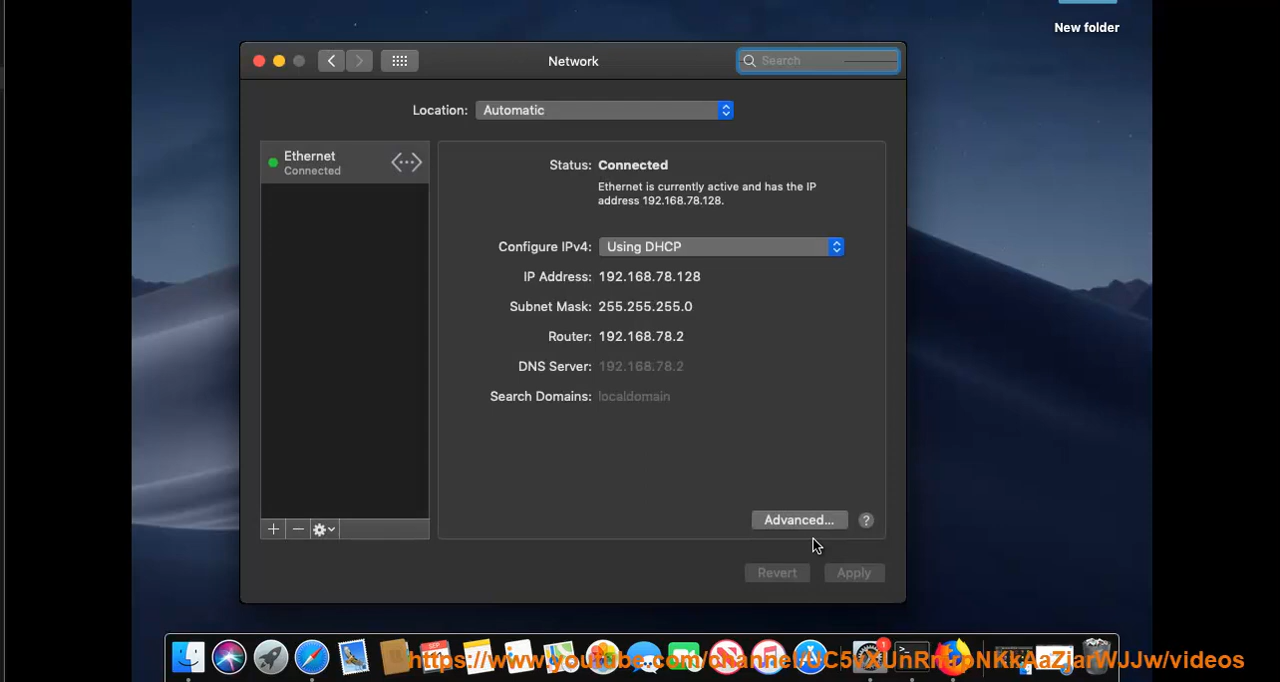 New folder
Network
Search
Location: Automatic
Ethernet
Connected
Status: Connected
Ethernet is currently active and has the IP
address 192.168.78.128.
Configure IPv4: Using DHCP
IP Address: 192.168.78.128
Subnet Mask: 255.255.255.0
Router: 192.168.78.2
DNS Server: 192.168.78.2
Search Domains: localdomain
Advanced... ?
Revert Apply
SEP
1